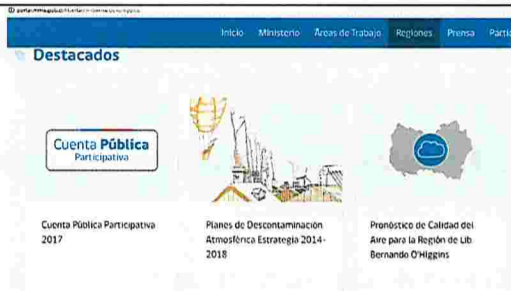 Inicio Ministerio Áreas de Trabajo Regiones Prensa
Destacados
Cuenta Pública
Participativa
Cuenta Pública Participativa
2017
Planes de Descontaminación
Atmosférica Estrategia 2014-
2018
Pronóstico de Calidad del
Aire para la Región de Lib.
Bernando O'Higgins